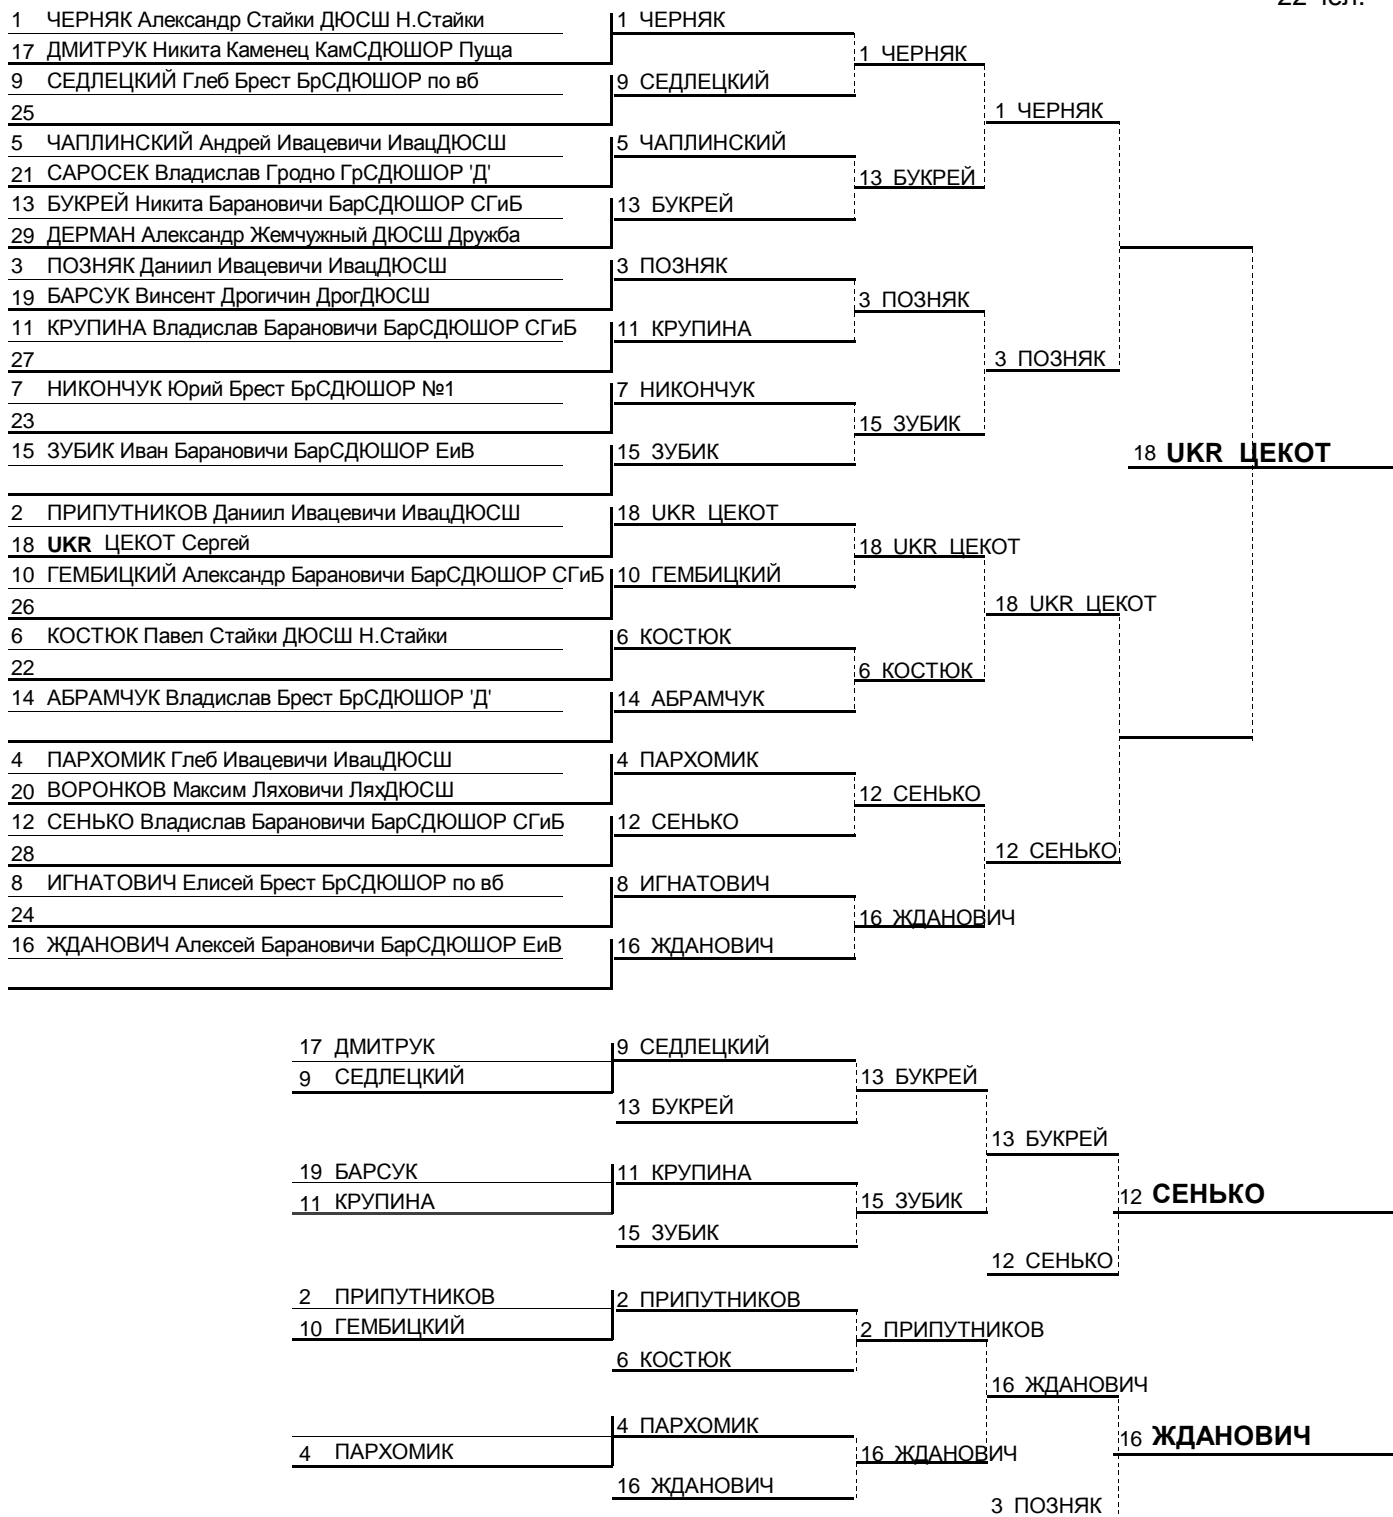 1 ЧЕРНЯК Александр Стайки ДЮСШ Н.Стайки
17 ДМИТРУК Никита Каменец КамСДЮШОР Пуща
9 СЕДЛЕЦКИЙ Глеб Брест БрСДЮШОР по вб
25
5 ЧАПЛИНСКИЙ Андрей Ивацевичи ИвацДЮСШ
21 САРОСЕК Владислав Гродно ГрСДЮШОР 'Д'
13 БУКРЕЙ Никита Барановичи БарСДЮШОР СГиБ
29 ДЕРМАН Александр Жемчужный ДЮСШ Дружба
3 ПОЗНЯК Даниил Ивацевичи ИвацДЮСШ
19 БАРСУК Винсент Дрогичин ДрогДЮСШ
11 КРУПИНА Владислав Барановичи БарСДЮШОР СГиБ
27
7 НИКОНЧУК Юрий Брест БрСДЮШОР №1
23
15 ЗУБИК Иван Барановичи БарСДЮШОР ЕиВ
2 ПРИПУТНИКОВ Даниил Ивацевичи ИвацДЮСШ
18 UKR ЦЕКОТ Сергей
10 ГЕМБИЦКИЙ Александр Барановичи БарСДЮШОР СГиБ
26
6 КОСТЮК Павел Стайки ДЮСШ Н.Стайки
22
14 АБРАМЧУК Владислав Брест БрСДЮШОР 'Д'
4 ПАРХОМИК Глеб Ивацевичи ИвацДЮСШ
20 ВОРОНКОВ Максим Ляховичи ЛяхДЮСШ
12 СЕНЬКО Владислав Барановичи БарСДЮШОР СГиБ
28
8 ИГНАТОВИЧ Елисей Брест БрСДЮШОР по вб
24
16 ЖДАНОВИЧ Алексей Барановичи БарСДЮШОР ЕиВ
1 ЧЕРНЯК
9 СЕДЛЕЦКИЙ
5 ЧАПЛИНСКИЙ
13 БУКРЕЙ
3 ПОЗНЯК
11 КРУПИНА
7 НИКОНЧУК
15 ЗУБИК
18 UKR ЦЕКОТ
10 ГЕМБИЦКИЙ
6 КОСТЮК
14 АБРАМЧУК
4 ПАРХОМИК
12 СЕНЬКО
8 ИГНАТОВИЧ
16 ЖДАНОВИЧ
1 ЧЕРНЯК
13 БУКРЕЙ
3 ПОЗНЯК
15 ЗУБИК
18 UKR ЦЕКОТ
6 КОСТЮК
12 СЕНЬКО
16 ЖДАНОВИЧ
1 ЧЕРНЯК
3 ПОЗНЯК
18 UKR ЦЕКОТ
12 СЕНЬКО
18 UKR ЦЕКОТ
17 ДМИТРУК
9 СЕДЛЕЦКИЙ
19 БАРСУК
11 КРУПИНА
2 ПРИПУТНИКОВ
10 ГЕМБИЦКИЙ
4 ПАРХОМИК
9 СЕДЛЕЦКИЙ
13 БУКРЕЙ
11 КРУПИНА
15 ЗУБИК
2 ПРИПУТНИКОВ
6 КОСТЮК
4 ПАРХОМИК
16 ЖДАНОВИЧ
13 БУКРЕЙ
15 ЗУБИК
2 ПРИПУТНИКОВ
16 ЖДАНОВИЧ
13 БУКРЕЙ
12 СЕНЬКО
16 ЖДАНОВИЧ
3 ПОЗНЯК
12 СЕНЬКО
16 ЖДАНОВИЧ